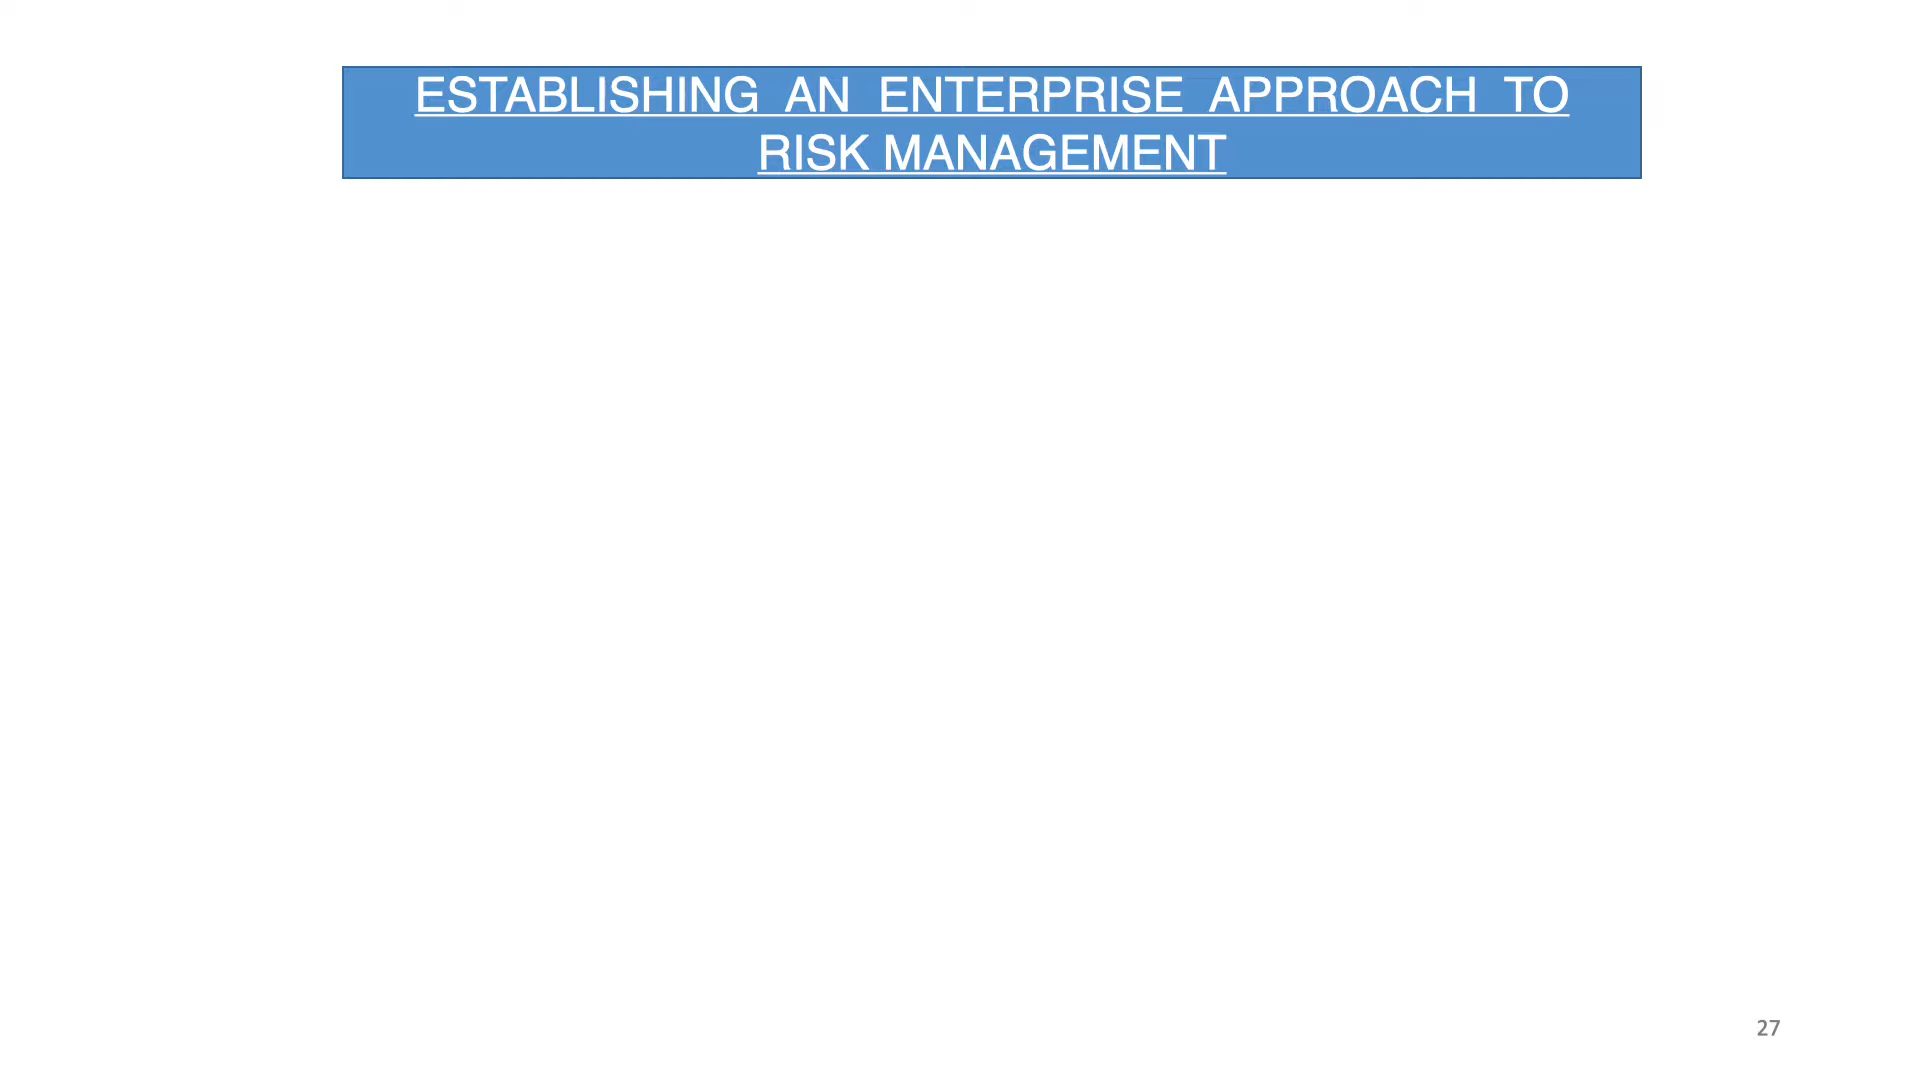 ESTABLISHING AN ENTERPRISE APPROACH TO
RISK MANAGEMENT
27